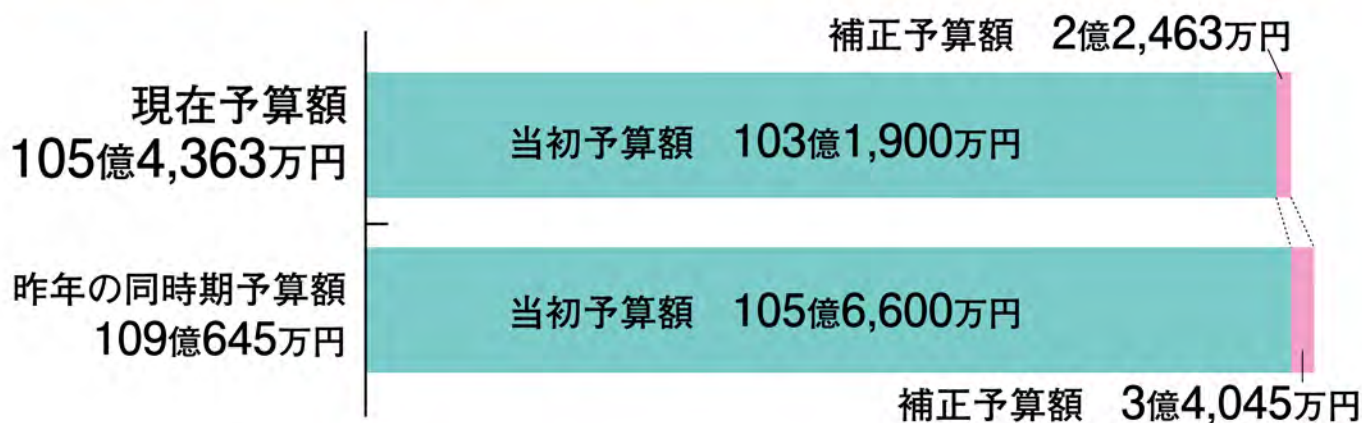 補正予算額 2億2,463万円
現在予算額
105億4,363万円
当初予算額 103億1,900万円
昨年の同時期予算額
109億645万円
当初予算額 105億6,600万円
補正予算額 3億4,045万円